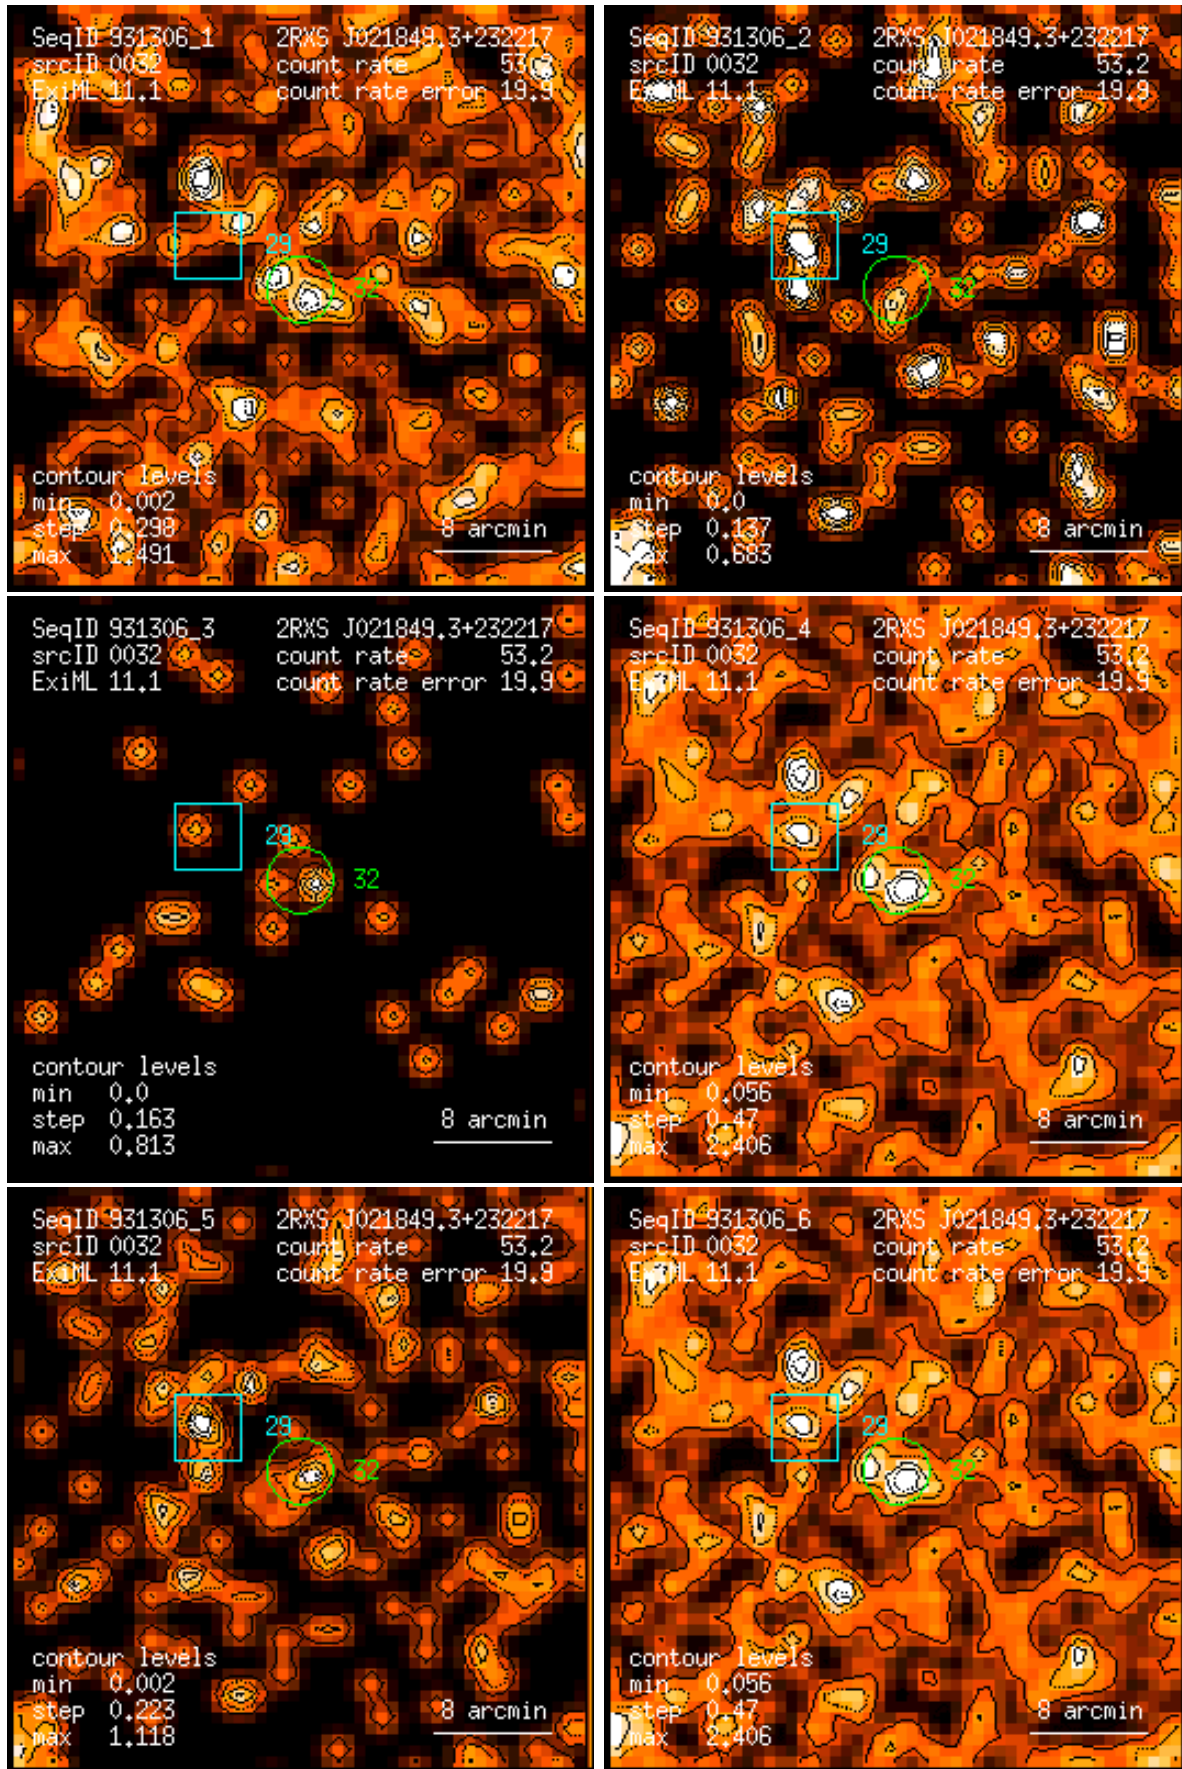 SeqID 931306_1 2RXS J021849.3+232217
srcID 0032 count rate 53.2
ExiML 11.1 count rate error 19.9
29
32
contour levels
min 0.002
step 0.298
max 1.491
8 arcmin
SeqID 931306_2 2RXS J021849.3+232217
srcID 0032 count rate 53.2
ExiML 11.1 count rate error 19.9
29
32
contour levels
min 0.0
step 0.137
max 0.683
8 arcmin
SeqID 931306_3 2RXS J021849.3+232217
srcID 0032 count rate 53.2
ExiML 11.1 count rate error 19.9
29
32
contour levels
min 0.0
step 0.163
max 0.813
8 arcmin
SeqID 931306_4 2RXS J021849.3+232217
srcID 0032 count rate 53.2
ExiML 11.1 count rate error 19.9
29
32
contour levels
min 0.056
step 0.47
max 2.406
8 arcmin
SeqID 931306_5 2RXS J021849.3+232217
srcID 0032 count rate 53.2
ExiML 11.1 count rate error 19.9
29
32
contour levels
min 0.002
step 0.223
max 1.118
8 arcmin
SeqID 931306_6 2RXS J021849.3+232217
srcID 0032 count rate 53.2
ExiML 11.1 count rate error 19.9
29
32
contour levels
min 0.056
step 0.47
max 2.406
8 arcmin